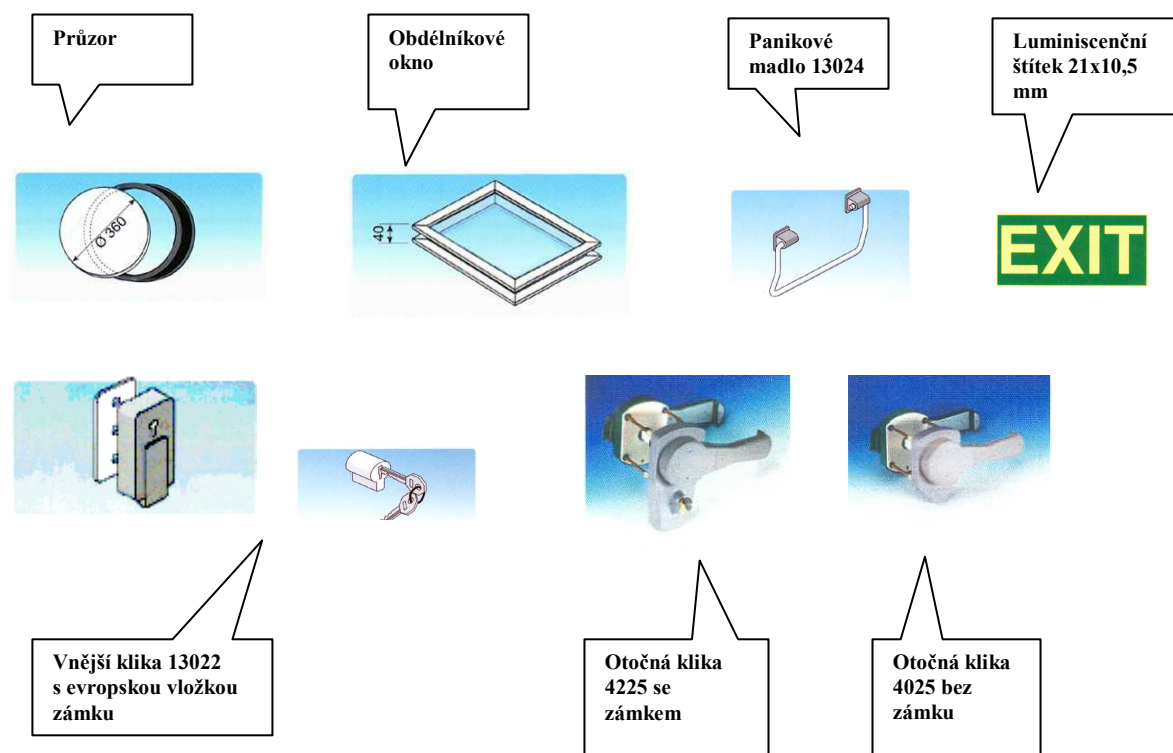 Průzor
Obdélníkové
okno
Panikové
madlo 13024
Luminiscenční
štítek 21x10,5
mm
Ø 360
40
EXIT
Vnější klika 13022
s evropskou vložkou
zámku
Otočná klika
4225 se
zámkem
Otočná klika
4025 bez
zámku